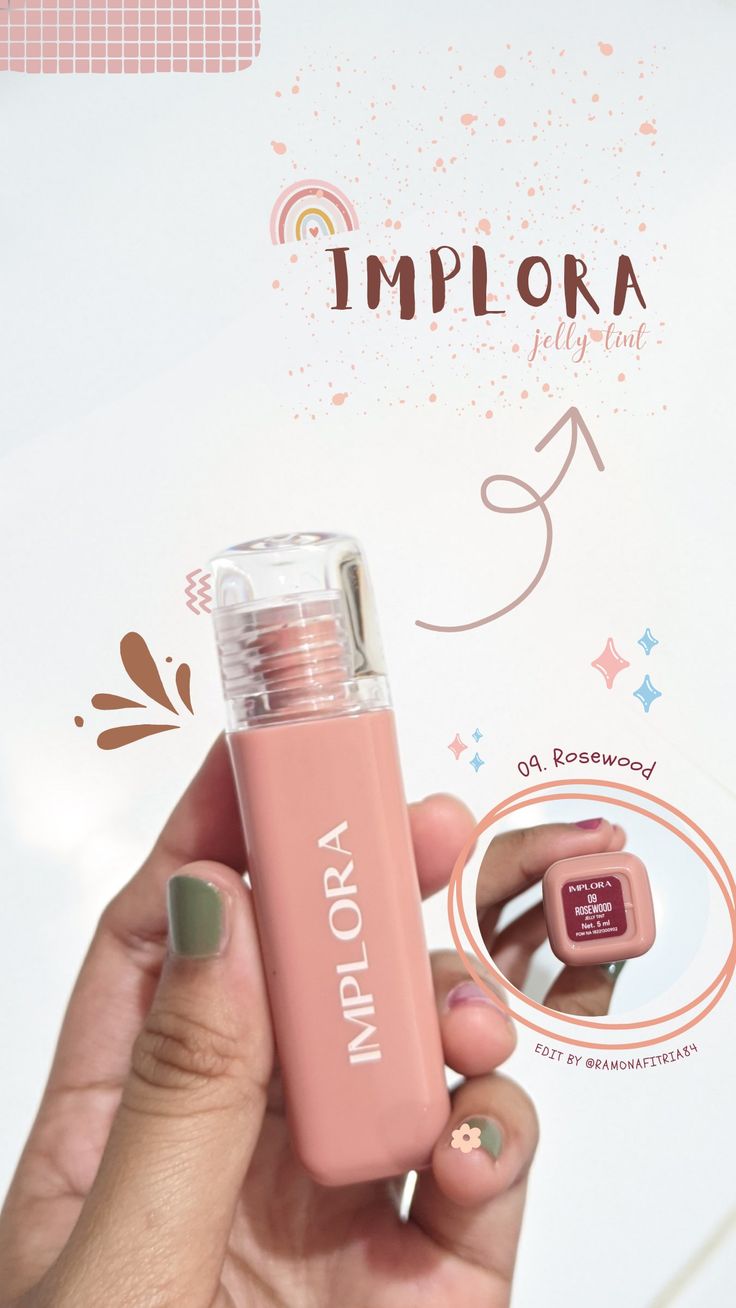 IMPLORA
jelly tint
09. Rosewood
IMPLORA
IMPLORA
09
ROSEWOOD
JELLY TINT
Net. 5 ml
EDIT BY @RAMONAFITRIA84